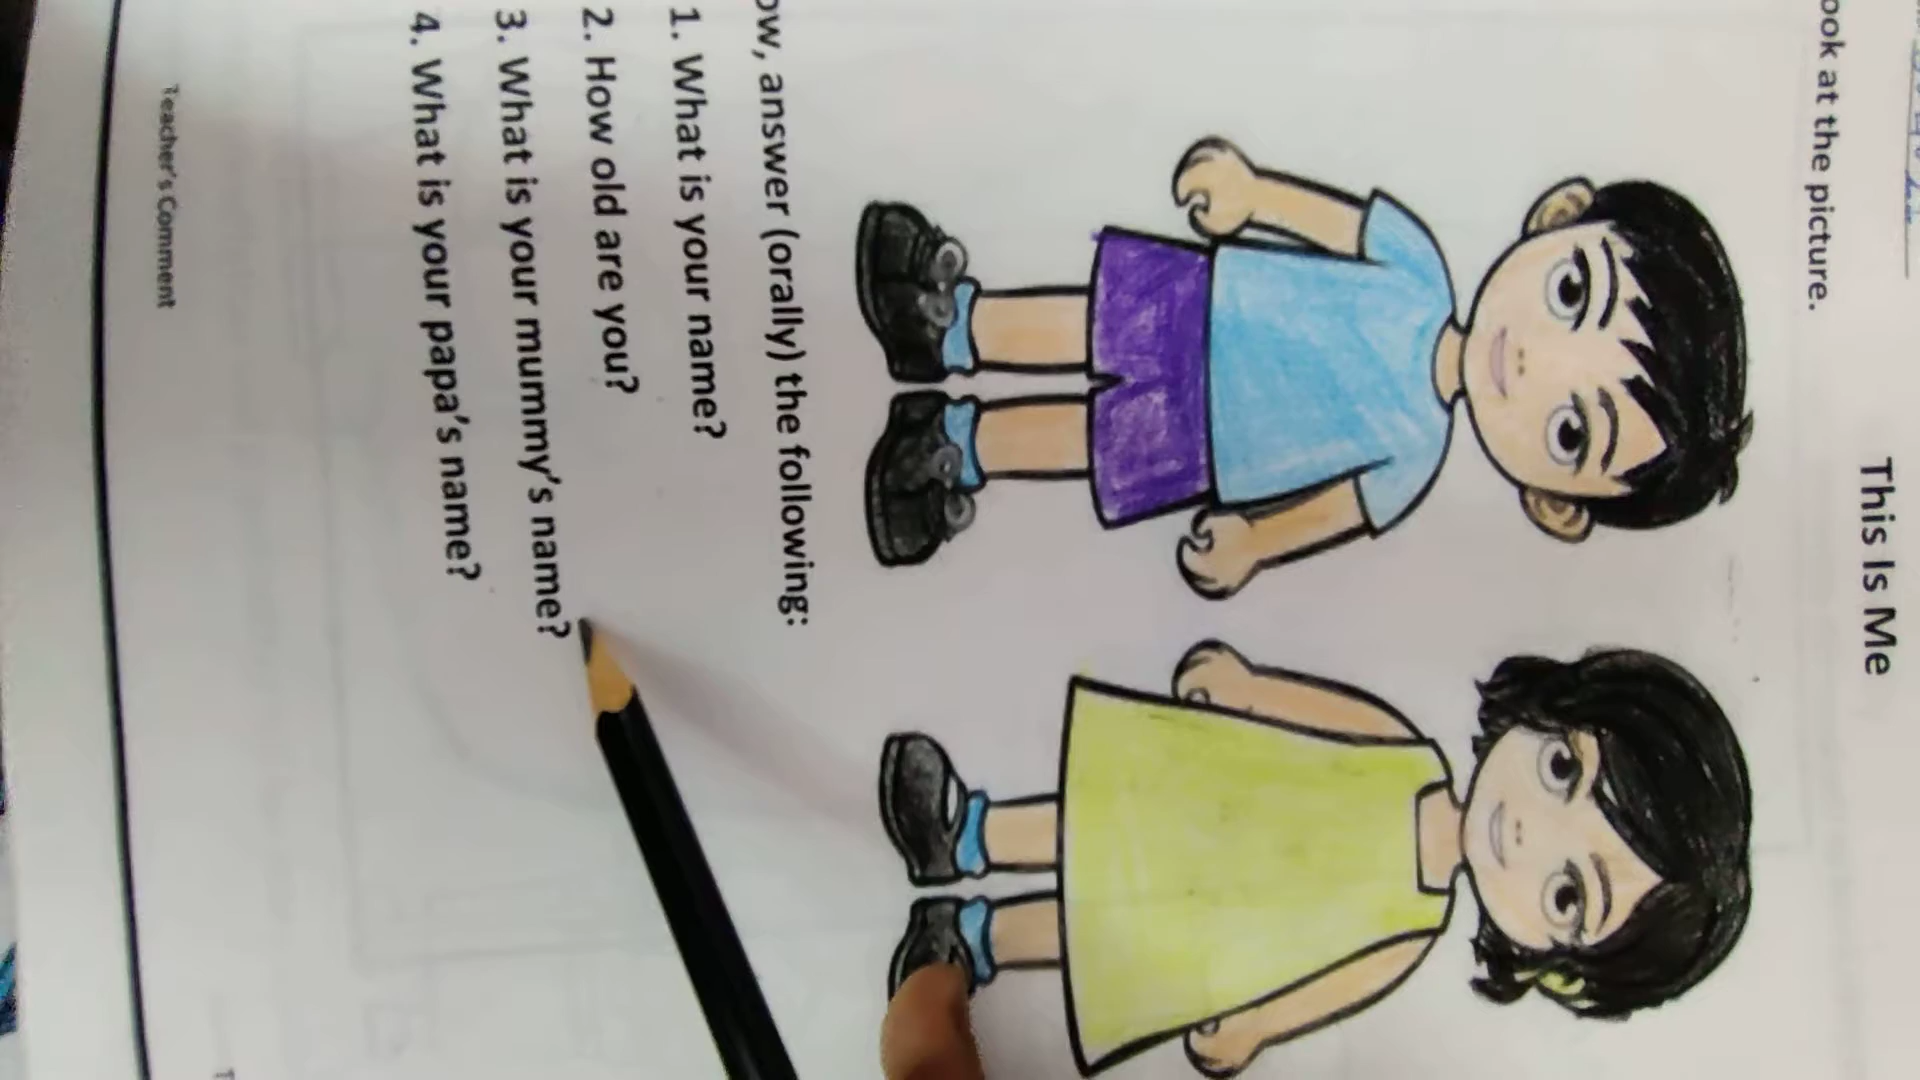 This Is Me
ook at the picture.
ow, answer (orally) the following:
1. What is your name?
2. How old are you?
3. What is your mummy's name?
4. What is your papa's name?
Teacher's Comment